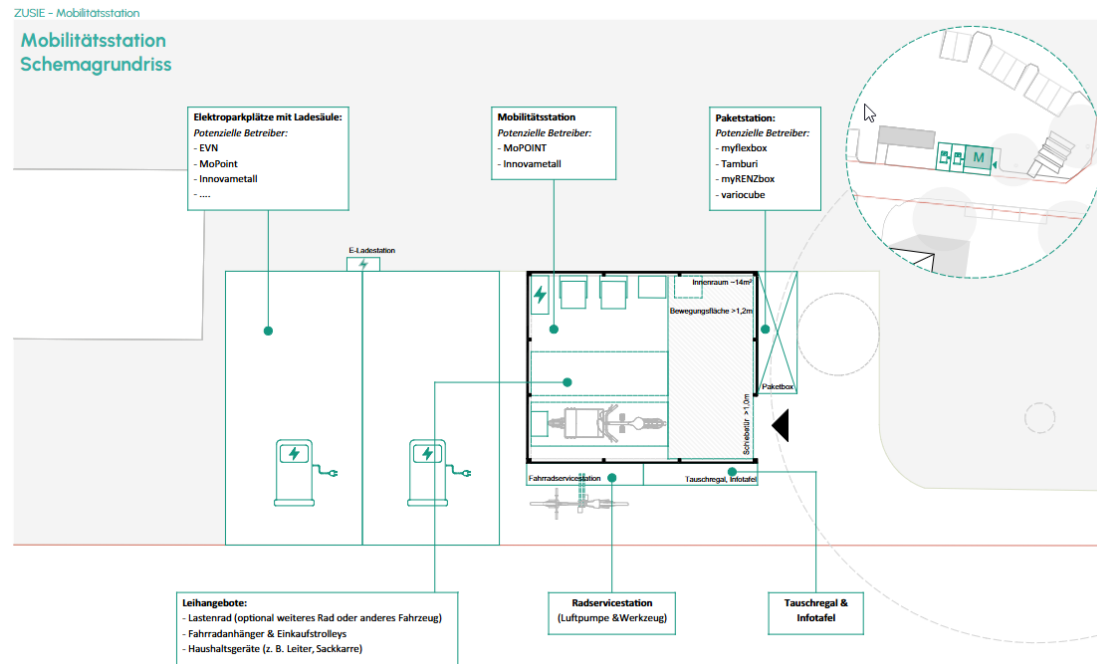 ZUSIE - Mobilitätsstation
Mobilitätsstation
Schemagrundriss
Elektroparkplätze mit Ladesäule:
Potenzielle Betreiber:
- EVN
- MoPoint
- Innovametall
- ....
Mobilitätsstation
Potenzielle Betreiber:
- MoPOINT
- Innovametall
Paketstation:
Potenzielle Betreiber:
- myflexbox
- Tamburi
- myRENZbox
- variocube
M
E-Ladestation
Innenraum ~14m²
Bewegungsfläche >1,2m
Paketbox
Schiebetür >1,0m
Fahrradservicestation
Tauschregal, Infotafel
Leihangebote:
- Lastenrad (optional weiteres Rad oder anderes Fahrzeug)
- Fahrradanhänger & Einkaufstrolleys
- Haushaltsgeräte (z. B. Leiter, Sackkarre)
Radservicestation
(Luftpumpe &Werkzeug)
Tauschregal &
Infotafel